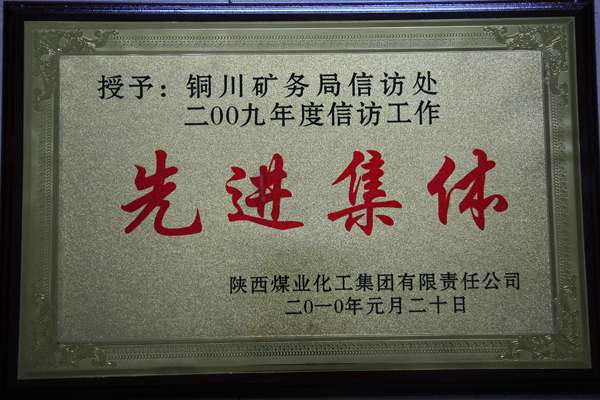 授予：铜川矿务局信访处
二00九年度信访工作
先进集体
陕西煤业化工集团有限责任公司
二0一0年元月二十日